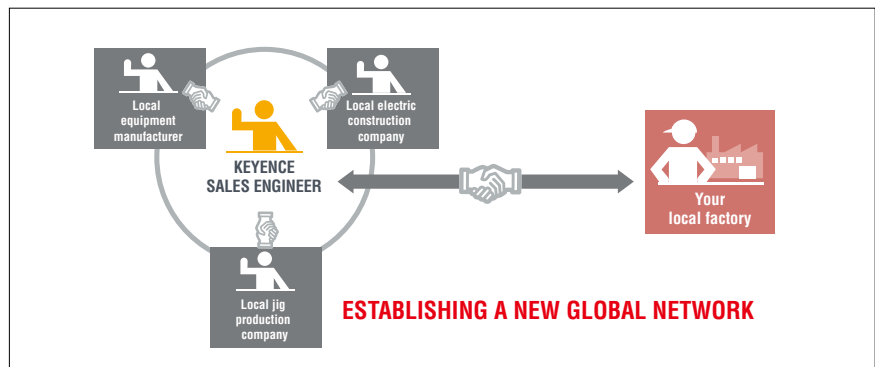 Local
equipment
manufacturer
Local electric
construction
company
KEYENCE
SALES ENGINEER
Your
local factory
Local jig
production
company
ESTABLISHING A NEW GLOBAL NETWORK